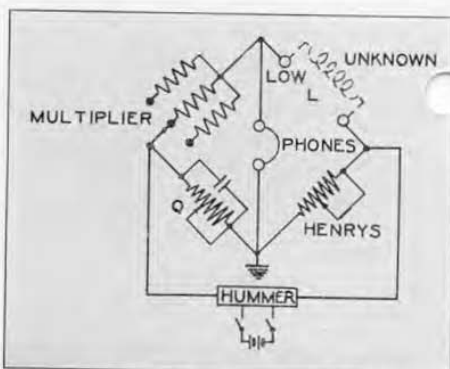 UNKNOWN
LOW
L
MULTIPLIER
PHONES
Q
HENRYS
HUMMER